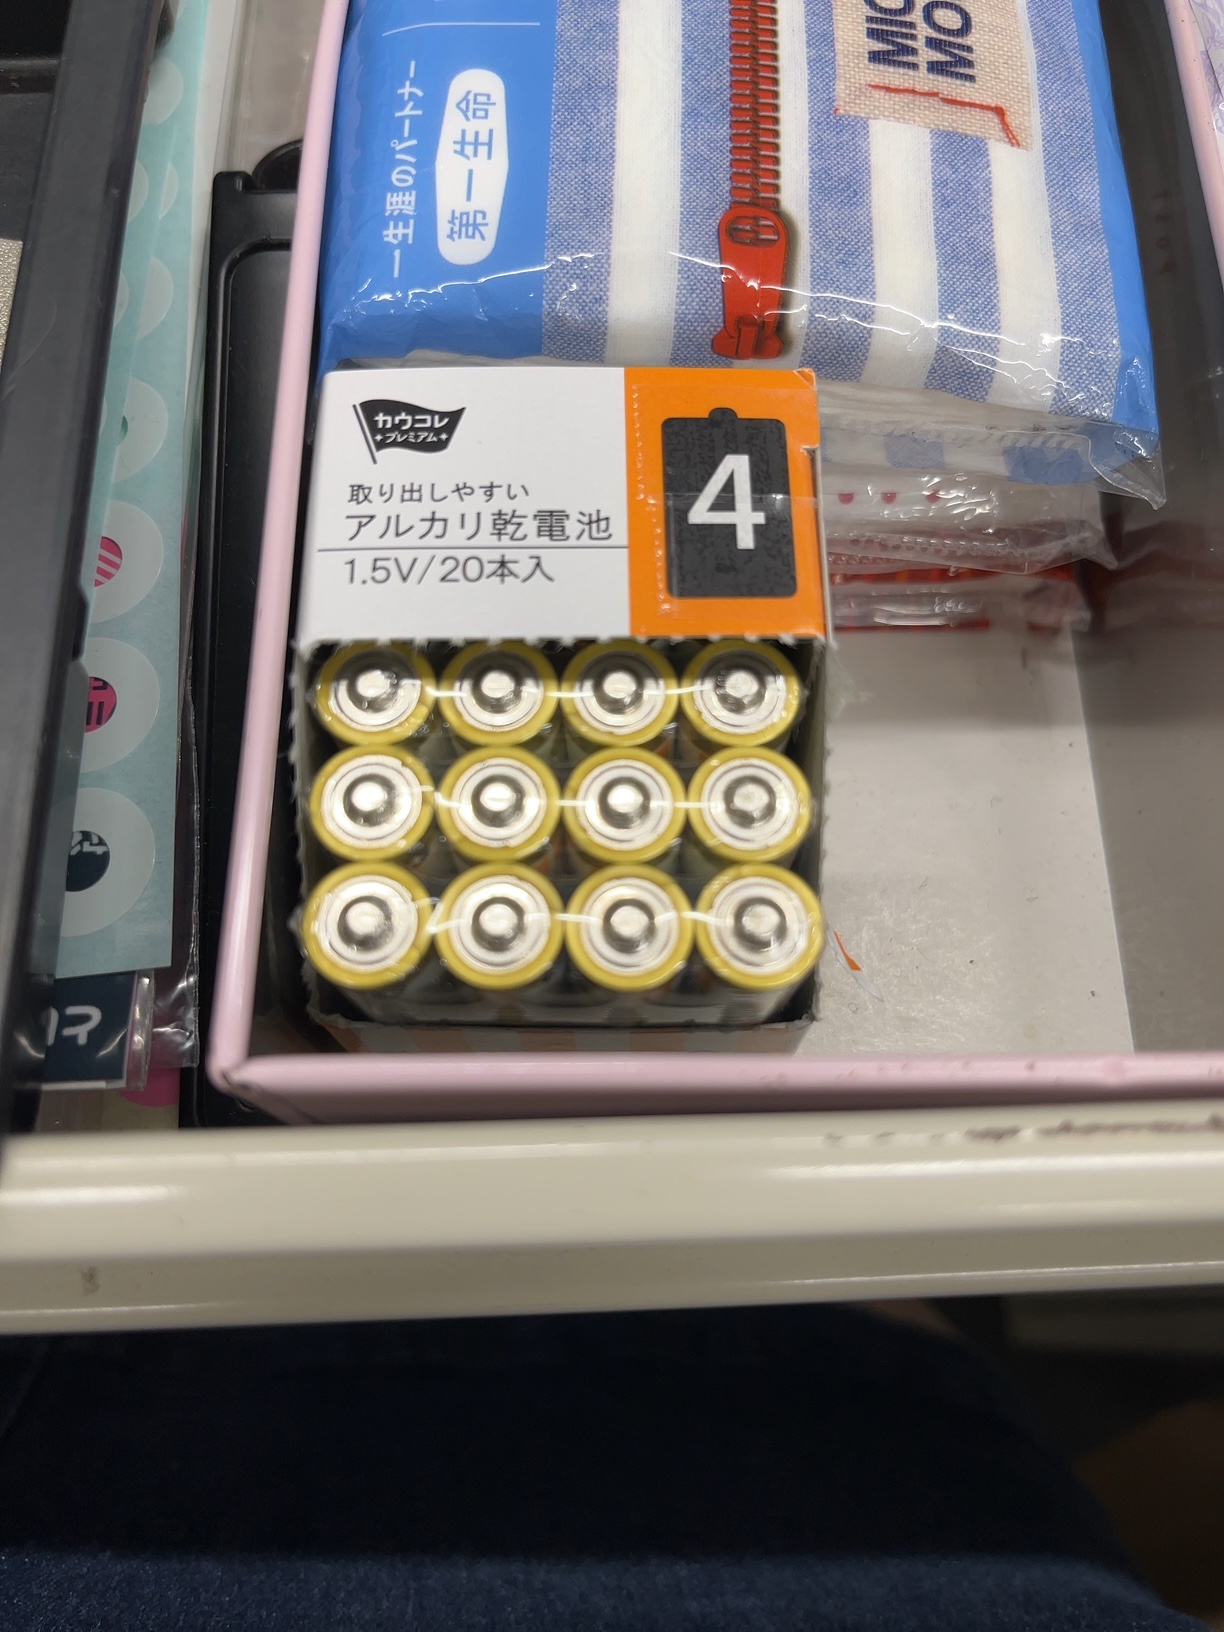 一生涯のパートナー
第一生命
MIC
MO
カウコレ
プレミアム
取り出しやすい
アルカリ乾電池
1.5V/20本入
4